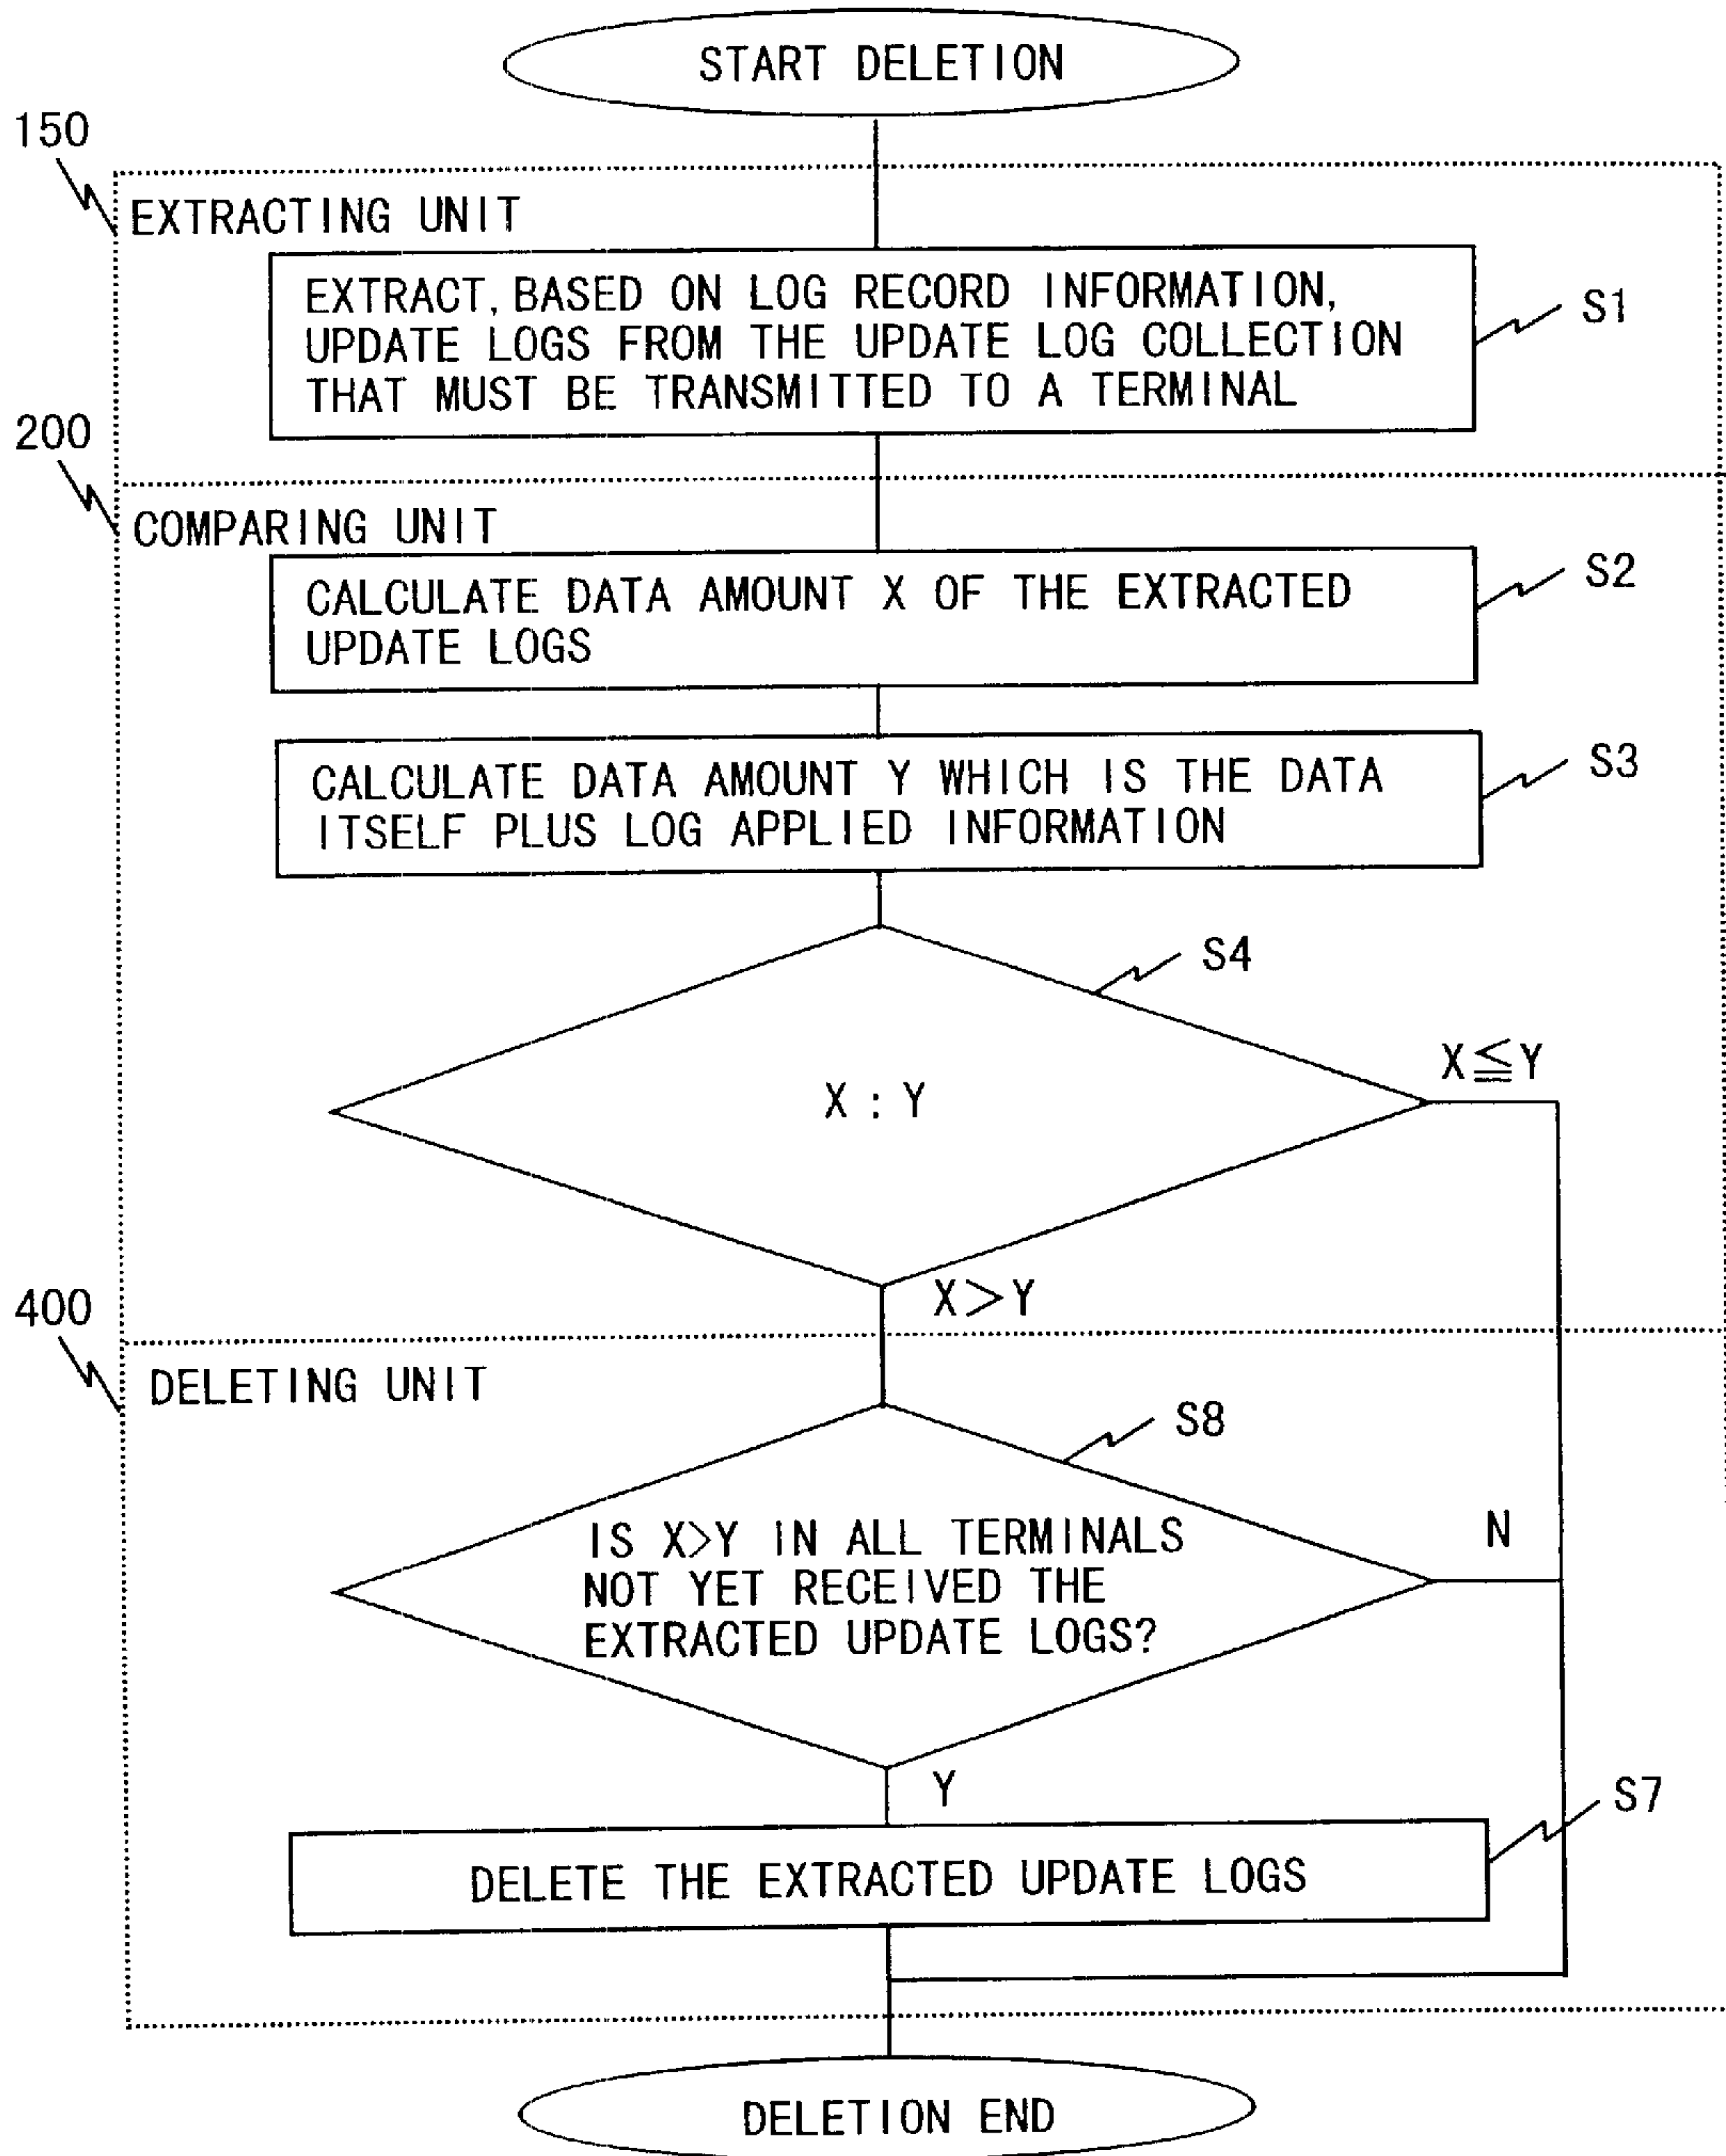 START DELETION
150
EXTRACTING UNIT
EXTRACT, BASED ON LOG RECORD INFORMATION,
UPDATE LOGS FROM THE UPDATE LOG COLLECTION
THAT MUST BE TRANSMITTED TO A TERMINAL
S1
200
COMPARING UNIT
CALCULATE DATA AMOUNT X OF THE EXTRACTED
UPDATE LOGS
S2
CALCULATE DATA AMOUNT Y WHICH IS THE DATA
ITSELF PLUS LOG APPLIED INFORMATION
S3
S4
X : Y
X≦Y
X>Y
400
DELETING UNIT
S8
IS X>Y IN ALL TERMINALS
NOT YET RECEIVED THE
EXTRACTED UPDATE LOGS?
N
Y
S7
DELETE THE EXTRACTED UPDATE LOGS
DELETION END